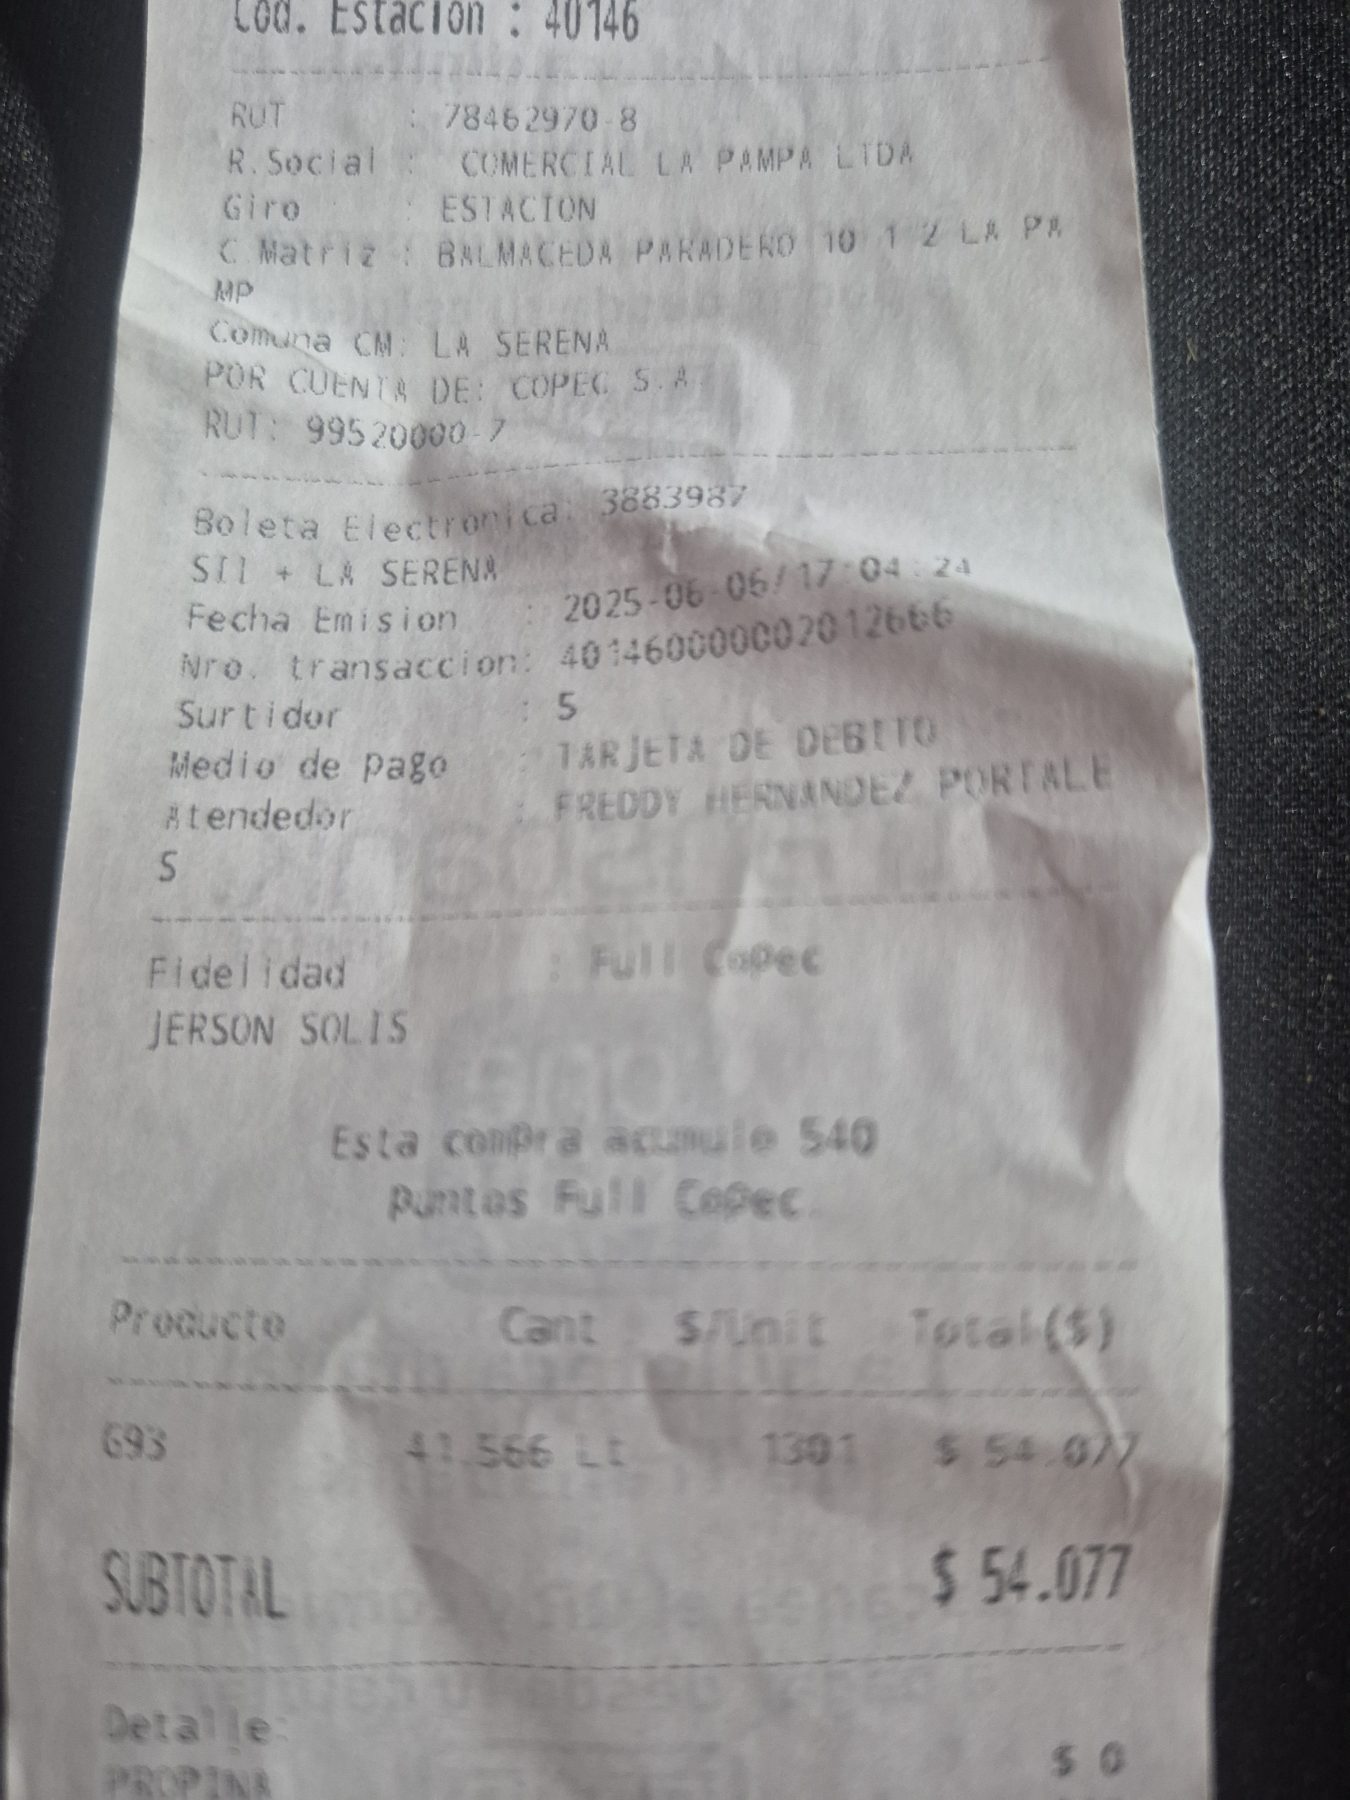 Cod. Estacion : 40146
RUT : 78462970-8
R.Social : COMERCIAL LA PAMPA LTDA
Giro : ESTACION
C.Matriz : BALMACEDA PARADERO 10 1 2 LA PA
MP
Comuna CM: LA SERENA
POR CUENTA DE: COPEC S.A.
RUT: 99520000-7
Boleta Electronica: 3883987
SII + LA SERENA
Fecha Emision : 2025-06-06/17:04:24
Nro. transaccion: 4014600000002012666
Surtidor : 5
Medio de pago : TARJETA DE DEBITO
Atendedor : FREDDY HERNANDEZ PORTALE
S
Fidelidad : Full Copec
JERSON SOLIS
Esta compra acumulo 540
puntos Full Copec.
Producto Cant $/Unit Total($)
G93 41.566 Lt 1301 $ 54.077
SUBTOTAL $ 54.077
Detalle:
PROPINA $ 0